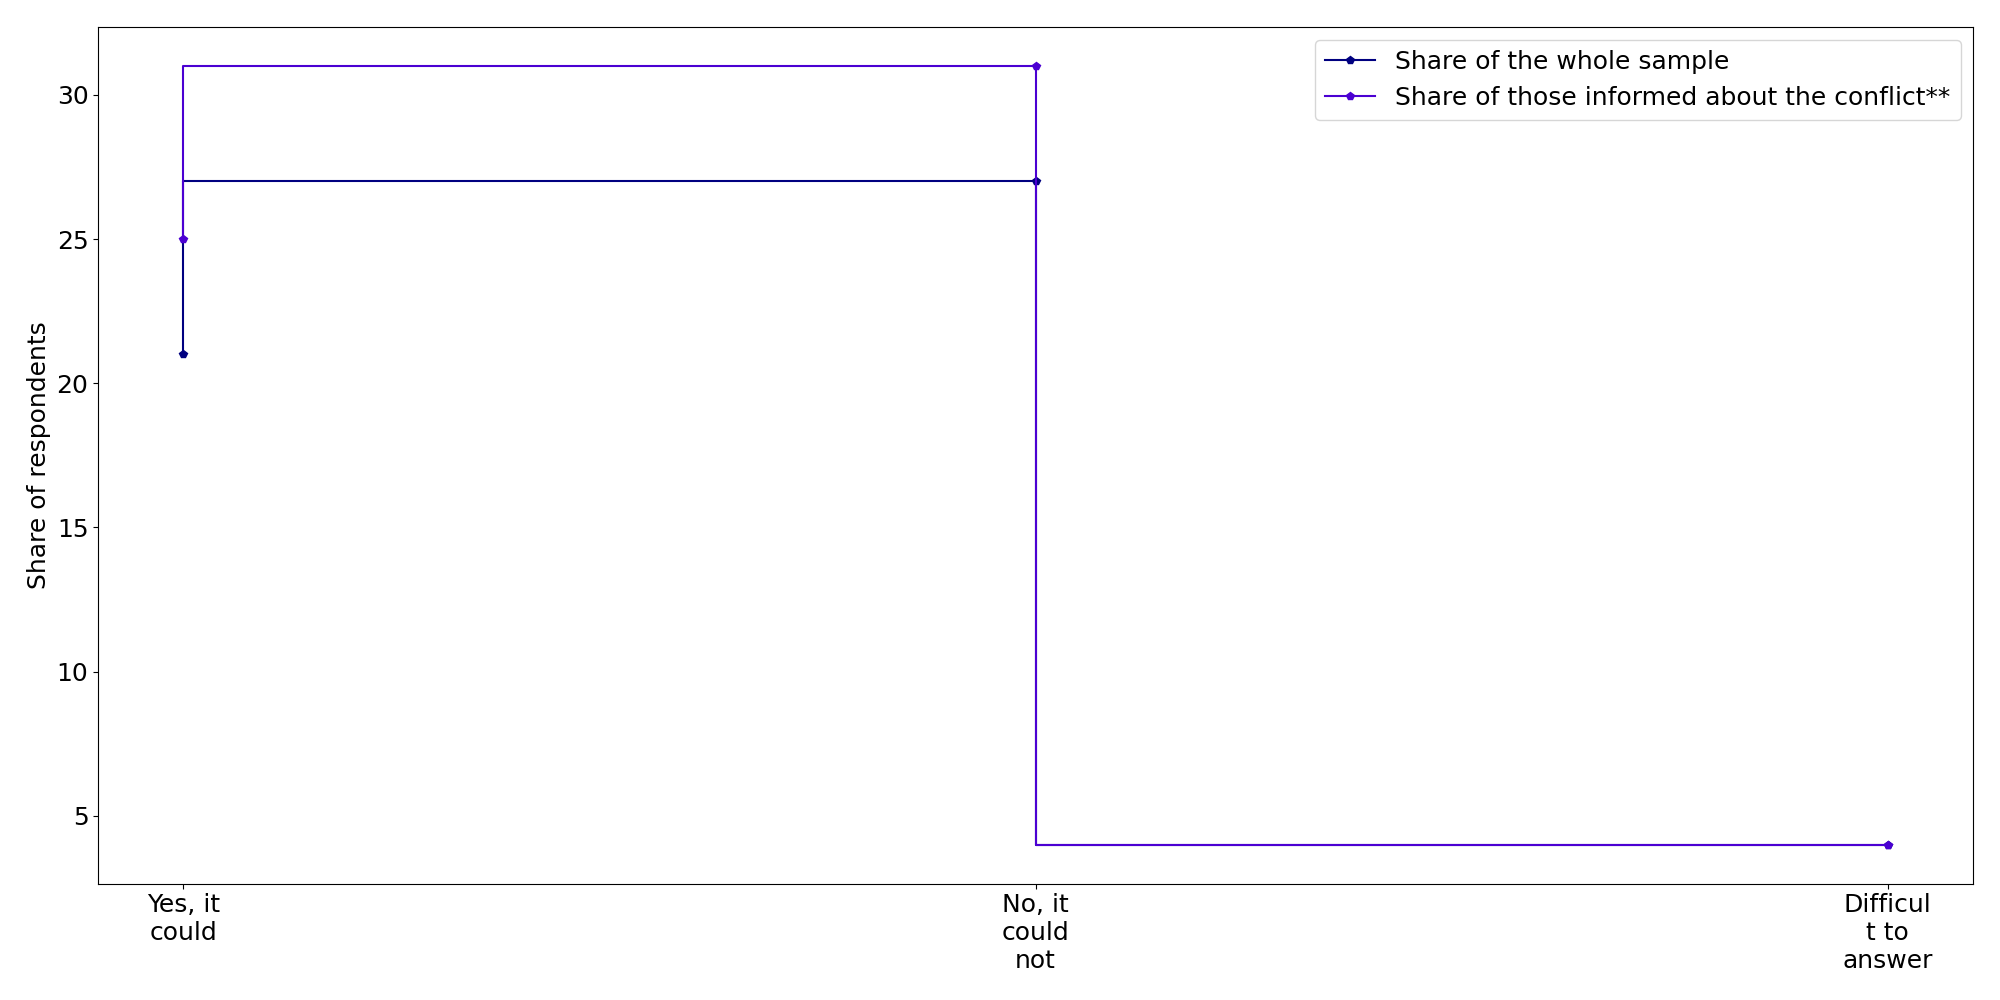 Share of the whole sample
Share of those informed about the conflict**
Share of respondents
30
25
20
15
10
5
Yes, it
could
No, it
could
not
Difficul
t to
answer